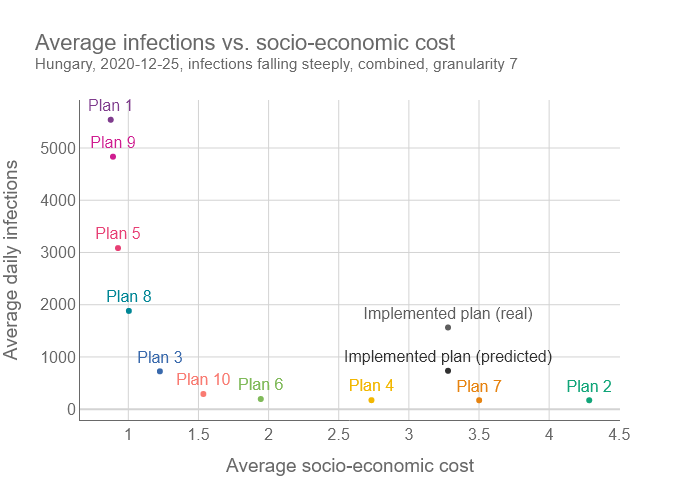 Average infections vs. socio-economic cost
Hungary, 2020-12-25, infections falling steeply, combined, granularity 7
Plan 1
Plan 9
5000
4000
Plan 5
3000
Plan 8
2000
Implemented plan (real)
Plan 3
Implemented plan (predicted)
1000
Plan 10
Plan 6
Plan 4
Plan 7
Plan 2
0
1
1.5
2
2.5
3
3.5
4
4.5
Average socio-economic cost
Average daily infections